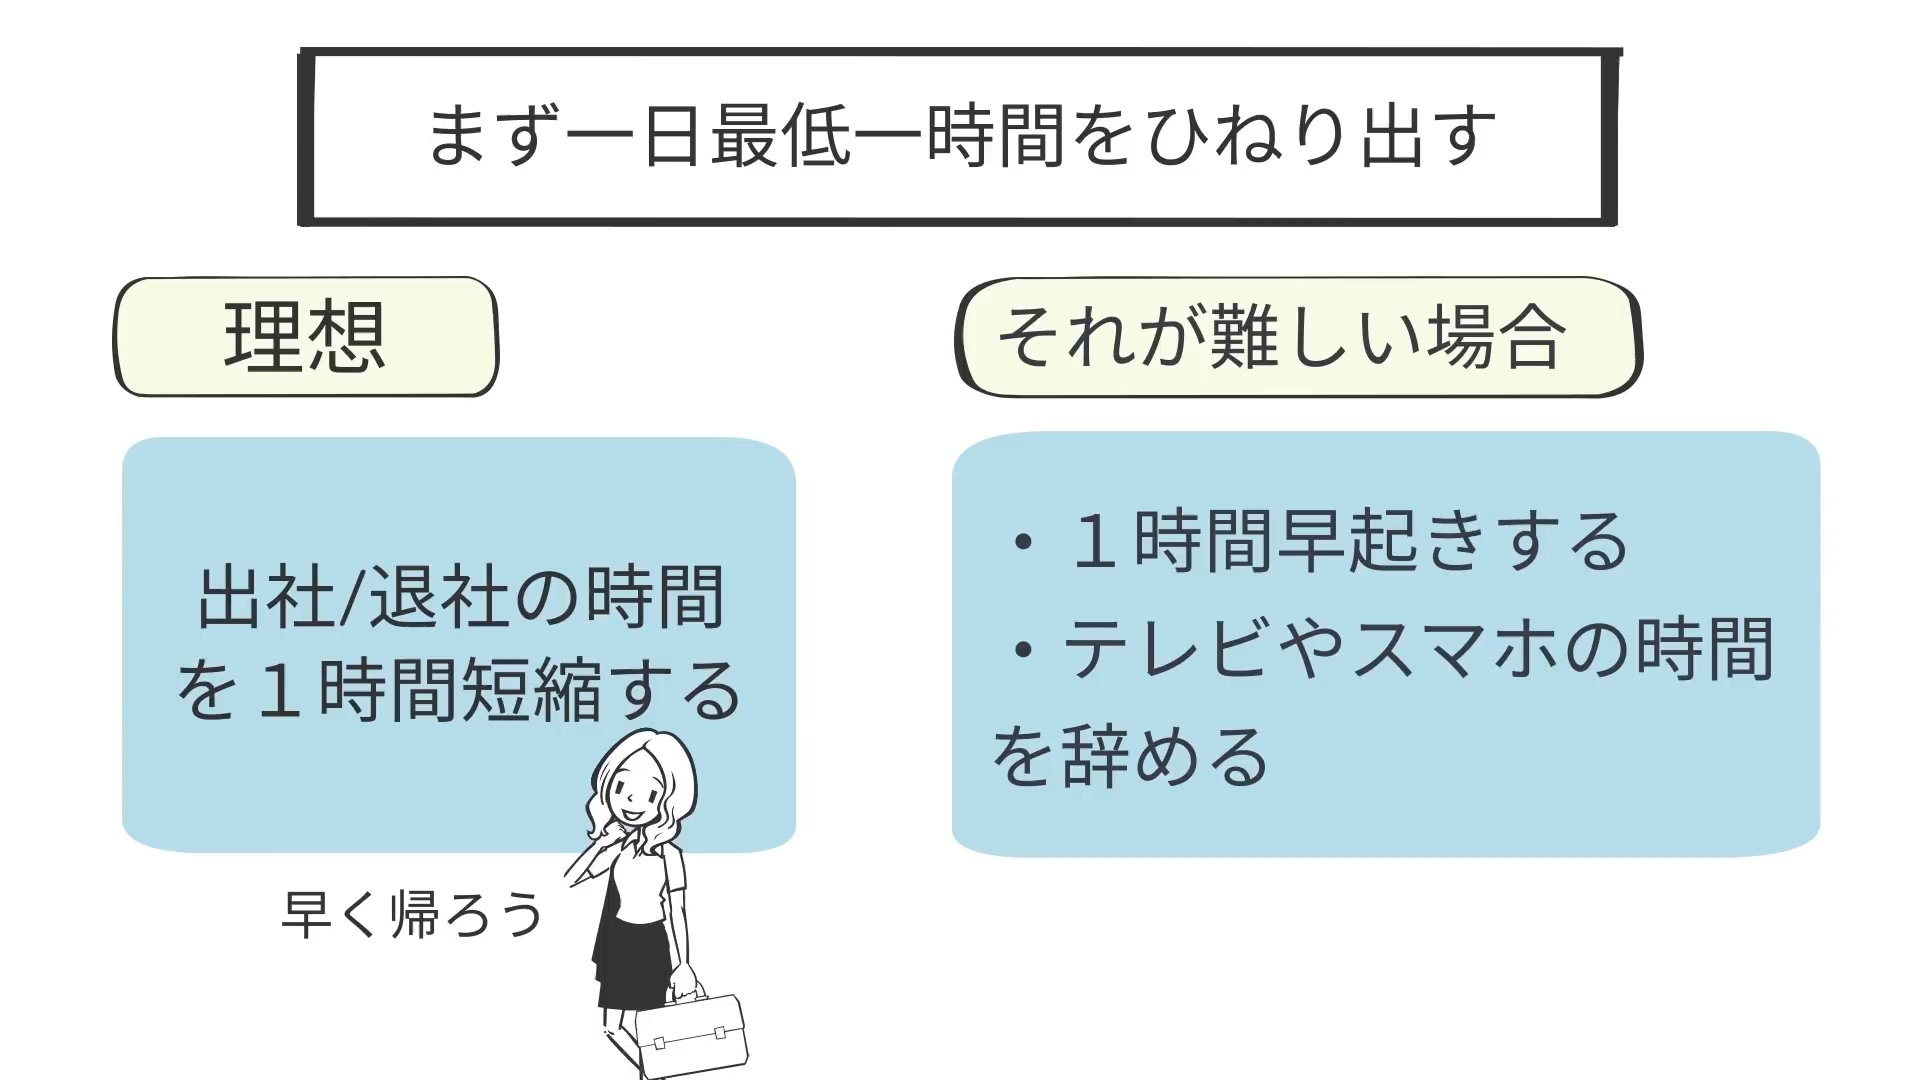 まず一日最低一時間をひねり出す
理想
出社/退社の時間
を１時間短縮する
早く帰ろう
それが難しい場合
・１時間早起きする
・テレビやスマホの時間
を辞める